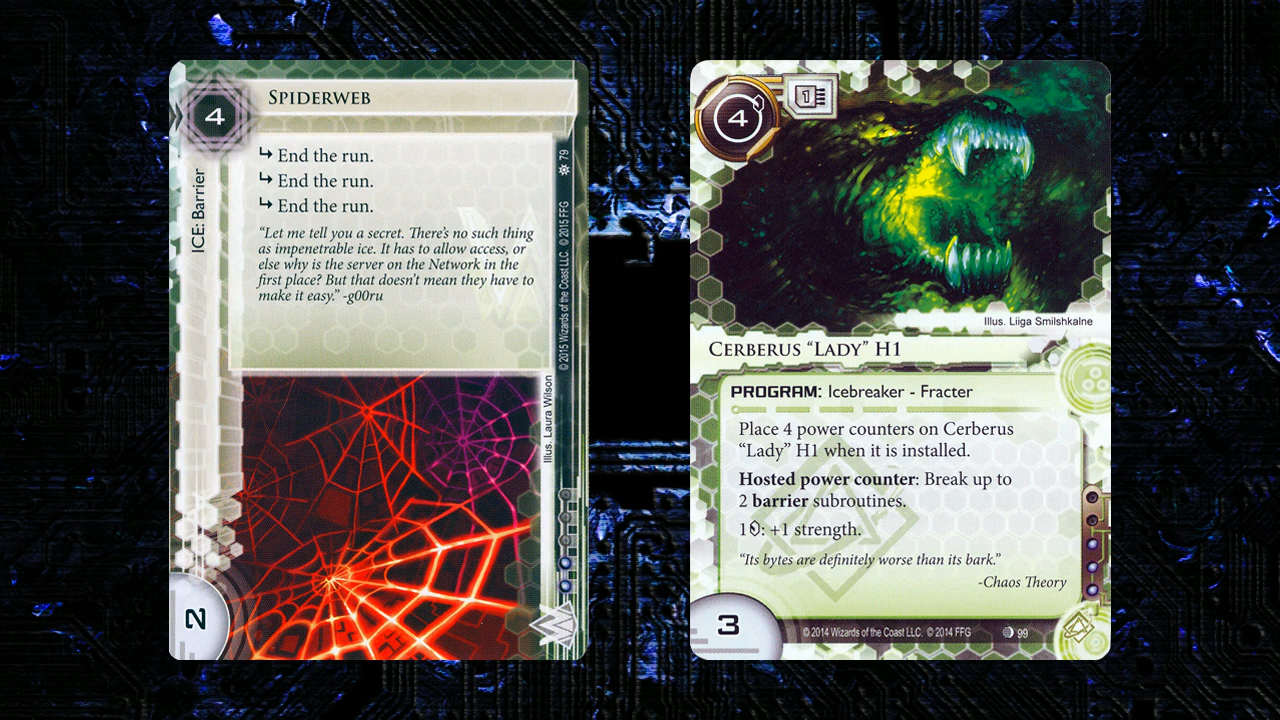 4
SPIDERWEB
ICE: Barrier
↳ End the run.
↳ End the run.
↳ End the run.
“Let me tell you a secret. There’s no such thing
as impenetrable ice. It has to allow access, or
else why is the server on the Network in the
first place? But that doesn’t mean they have to
make it easy.” -g00ru
© 2015 Wizards of the Coast LLC. © 2015 FFG
79
Illus. Laura Wilson
2
4
1
Illus. Liiga Smilshkalne
CERBERUS “LADY” H1
PROGRAM: Icebreaker - Fracter
Place 4 power counters on Cerberus
“Lady” H1 when it is installed.
Hosted power counter: Break up to
2 barrier subroutines.
1: +1 strength.
“Its bytes are definitely worse than its bark.”
-Chaos Theory
3
© 2014 Wizards of the Coast LLC. © 2014 FFG
99